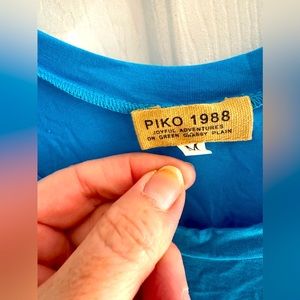 PIKO 1988
JOYFUL ADVENTURES
ON GREEN GRASSY PLAIN